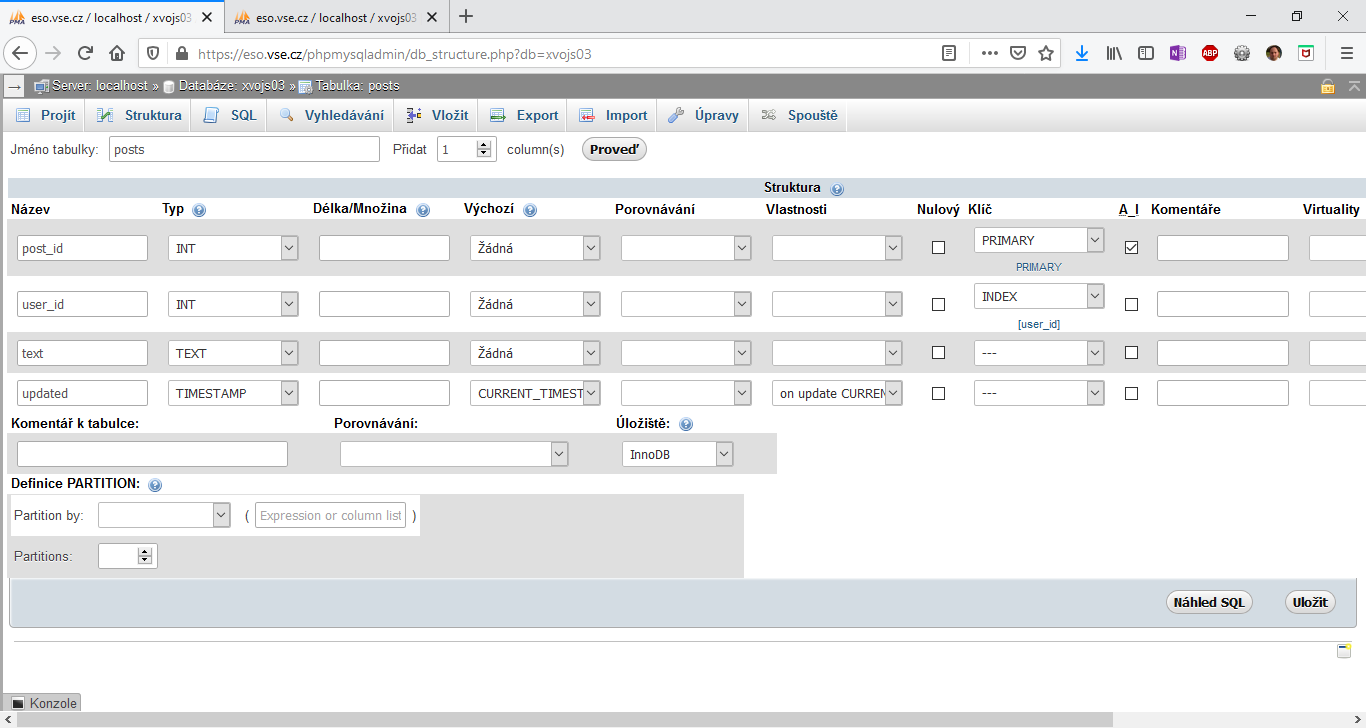 eso.vse.cz / localhost / xvojs03
eso.vse.cz / localhost / xvojs03
https://eso.vse.cz/phpmysqladmin/db_structure.php?db=xvojs03
Server: localhost » Databáze: xvojs03 » Tabulka: posts
Projít Struktura SQL Vyhledávání Vložit Export Import Úpravy Spouště
Jméno tabulky: posts Přidat 1 column(s) Proveď
Struktura
Název Typ Délka/Množina Výchozí Porovnávání Vlastnosti Nulový Klíč A_I Komentáře Virtuality
post_id INT Žádná PRIMARY
PRIMARY
user_id INT Žádná INDEX
[user_id]
text TEXT Žádná ---
updated TIMESTAMP CURRENT_TIMEST on update CURREN ---
Komentář k tabulce: Porovnávání: Úložiště:
InnoDB
Definice PARTITION:
Partition by: ( Expression or column list )
Partitions:
Náhled SQL Uložit
Konzole